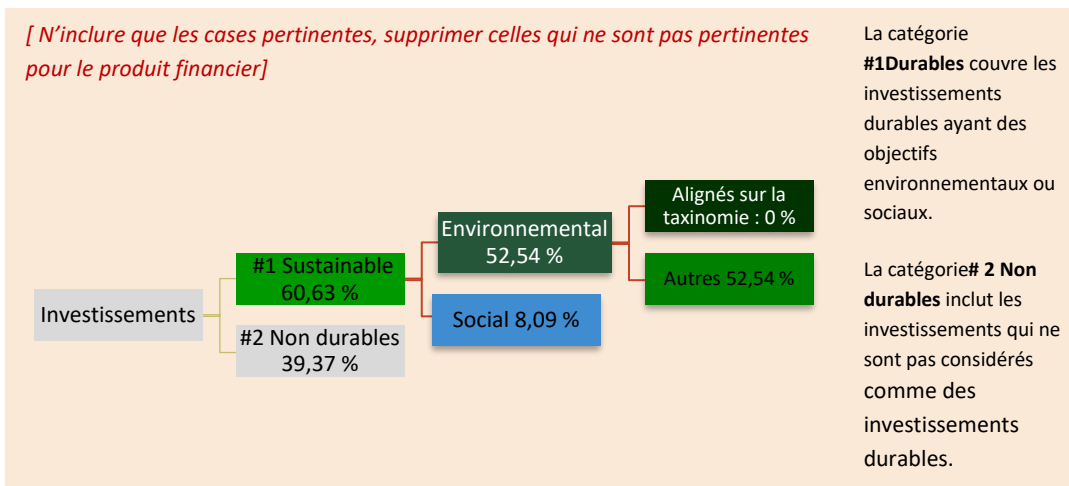 [ N’inclure que les cases pertinentes, supprimer celles qui ne sont pas pertinentes
pour le produit financier]
Investissements
#1 Sustainable
60,63 %
#2 Non durables
39,37 %
Environnemental
52,54 %
Social 8,09 %
Alignés sur la
taxinomie : 0 %
Autres 52,54 %
La catégorie
#1Durables couvre les
investissements
durables ayant des
objectifs
environnementaux ou
sociaux.
La catégorie# 2 Non
durables inclut les
investissements qui ne
sont pas considérés
comme des
investissements
durables.